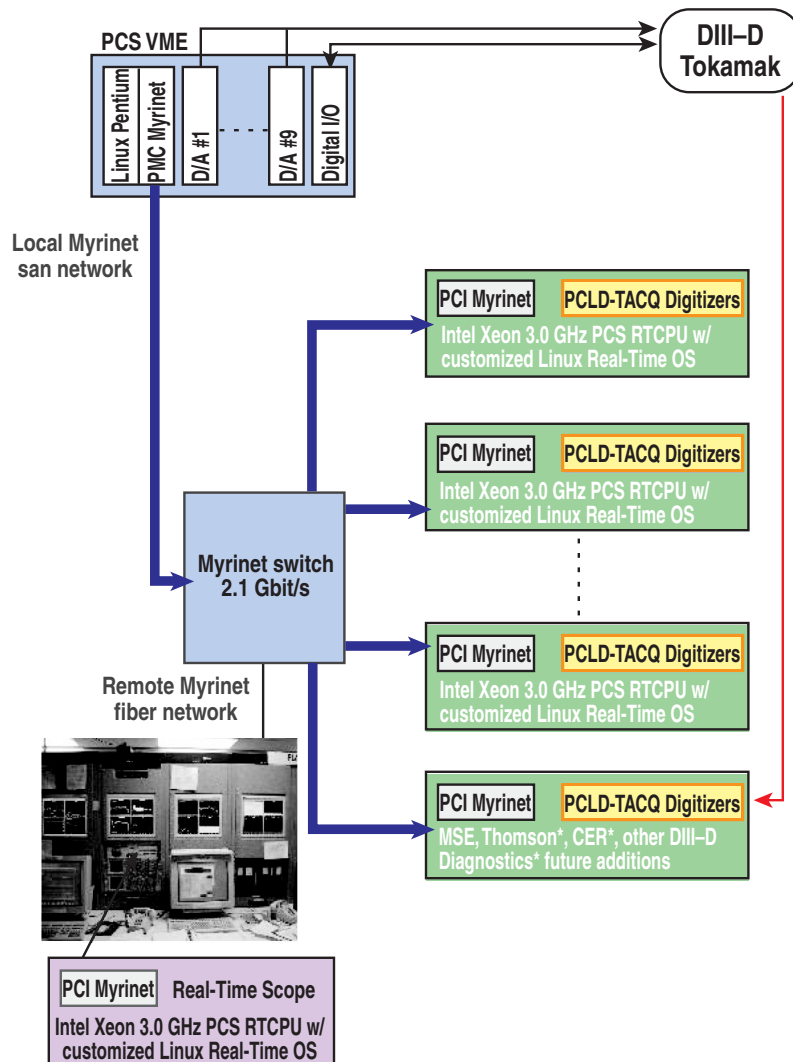 PCS VME
DIII–D
Tokamak
Linux Pentium
PMC Myrinet
D/A #1
D/A #9
Digital I/O
Local Myrinet
san network
PCI Myrinet
PCLD-TACQ Digitizers
Intel Xeon 3.0 GHz PCS RTCPU w/
customized Linux Real-Time OS
PCI Myrinet
PCLD-TACQ Digitizers
Intel Xeon 3.0 GHz PCS RTCPU w/
customized Linux Real-Time OS
Myrinet switch
2.1 Gbit/s
PCI Myrinet
PCLD-TACQ Digitizers
Intel Xeon 3.0 GHz PCS RTCPU w/
customized Linux Real-Time OS
Remote Myrinet
fiber network
PCI Myrinet
PCLD-TACQ Digitizers
MSE, Thomson*, CER*, other DIII–D
Diagnostics* future additions
PCI Myrinet
Real-Time Scope
Intel Xeon 3.0 GHz PCS RTCPU w/
customized Linux Real-Time OS